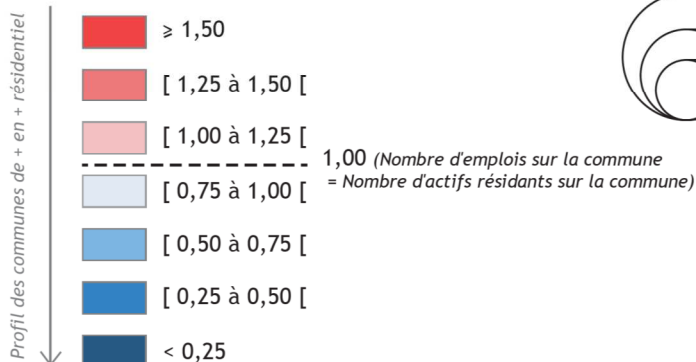 Profil des communes de + en + résidentiel
≥ 1,50
[ 1,25 à 1,50 [
[ 1,00 à 1,25 [
1,00 (Nombre d'emplois sur la commune
= Nombre d'actifs résidants sur la commune)
[ 0,75 à 1,00 [
[ 0,50 à 0,75 [
[ 0,25 à 0,50 [
< 0,25